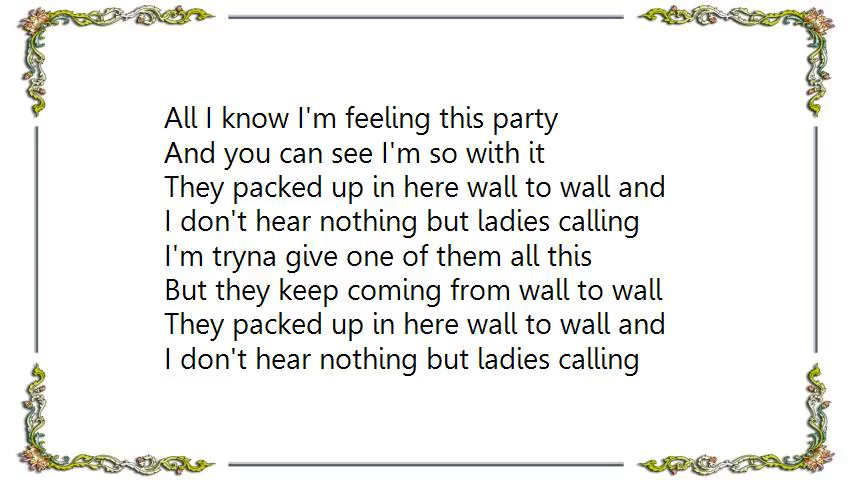 All I know I'm feeling this party
And you can see I'm so with it
They packed up in here wall to wall and
I don't hear nothing but ladies calling
I'm tryna give one of them all this
But they keep coming from wall to wall
They packed up in here wall to wall and
I don't hear nothing but ladies calling